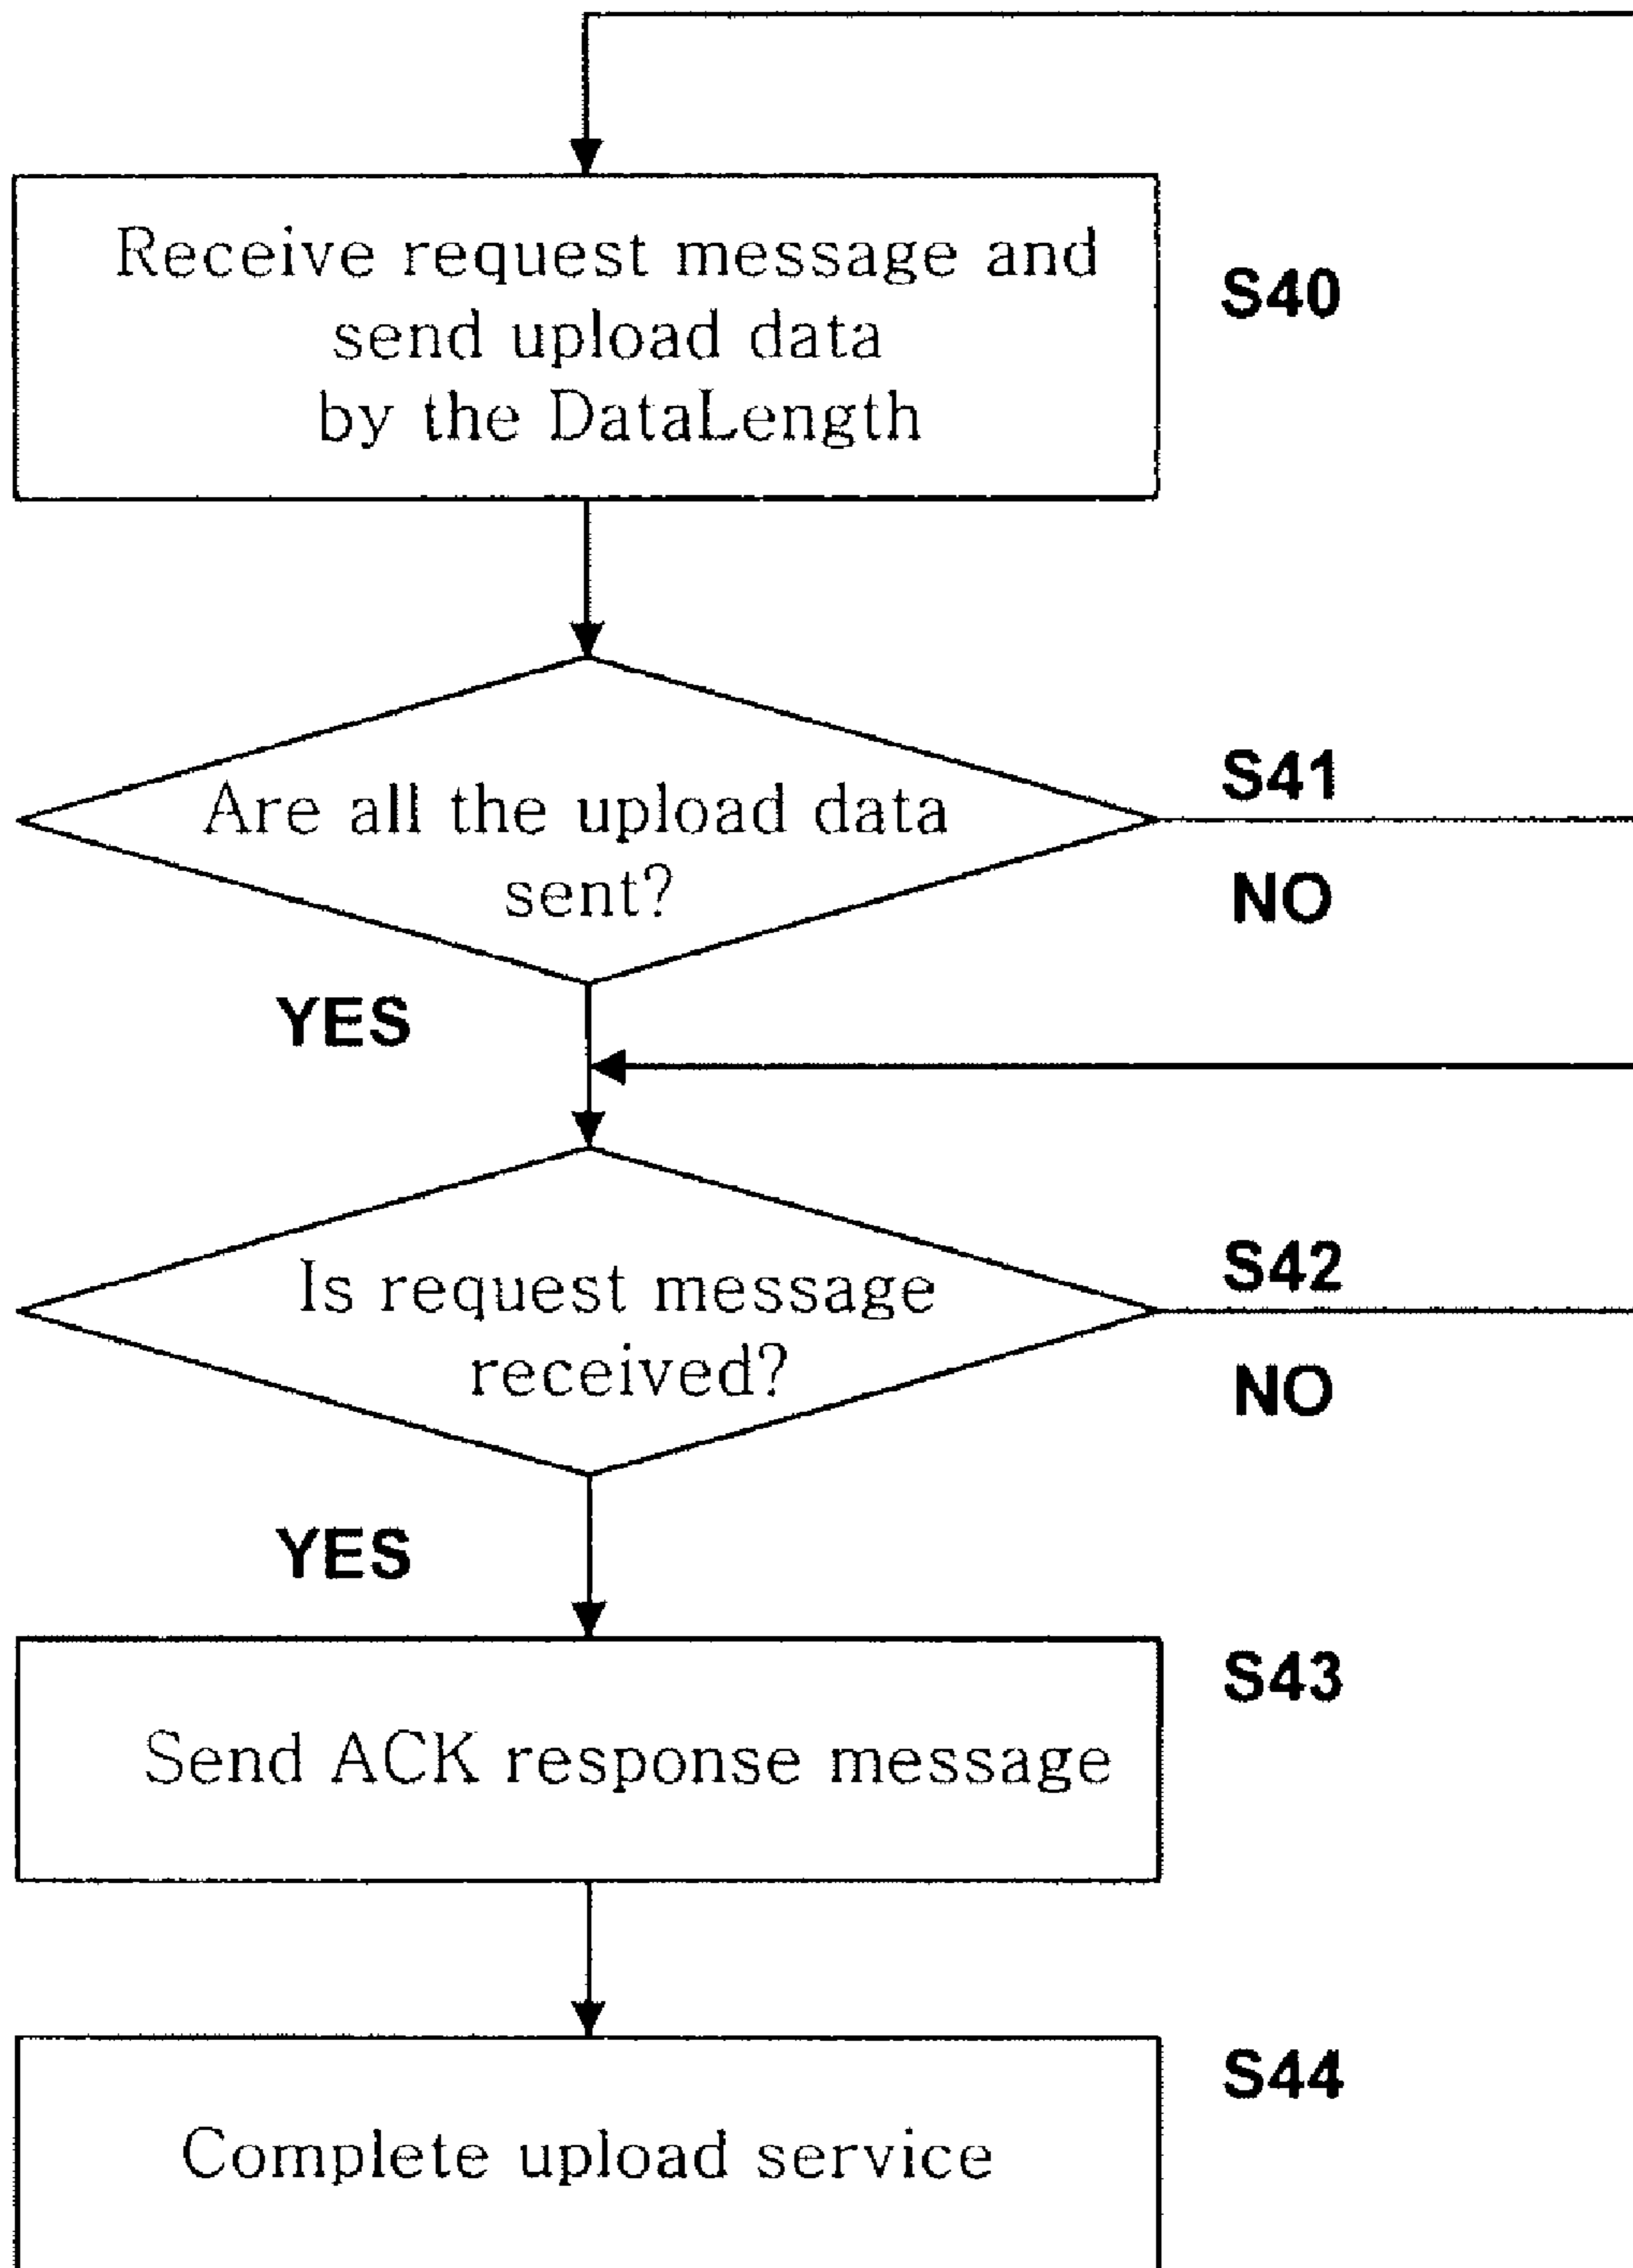 Receive request message and
send upload data
by the DataLength
S40
Are all the upload data
sent?
S41
NO
YES
Is request message
received?
S42
NO
YES
Send ACK response message
S43
Complete upload service
S44